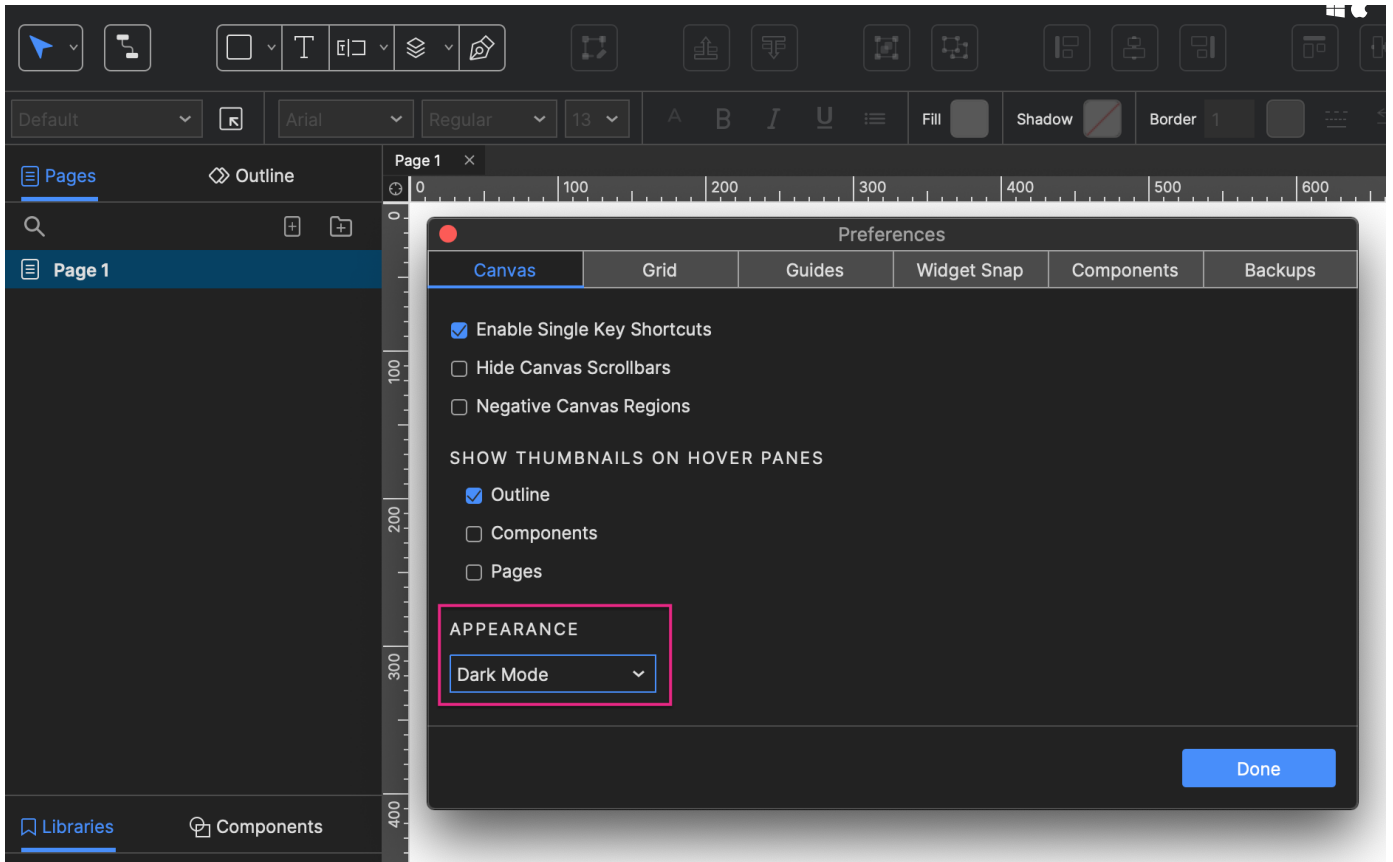 Default Arial Regular 13 A B I U Fill Shadow Border 1
Pages Outline
Page 1
0 100 200 300 400 500 600
0
100
200
300
400
Page 1
Preferences
Canvas Grid Guides Widget Snap Components Backups
Enable Single Key Shortcuts
Hide Canvas Scrollbars
Negative Canvas Regions
SHOW THUMBNAILS ON HOVER PANES
Outline
Components
Pages
APPEARANCE
Dark Mode
Done
Libraries Components